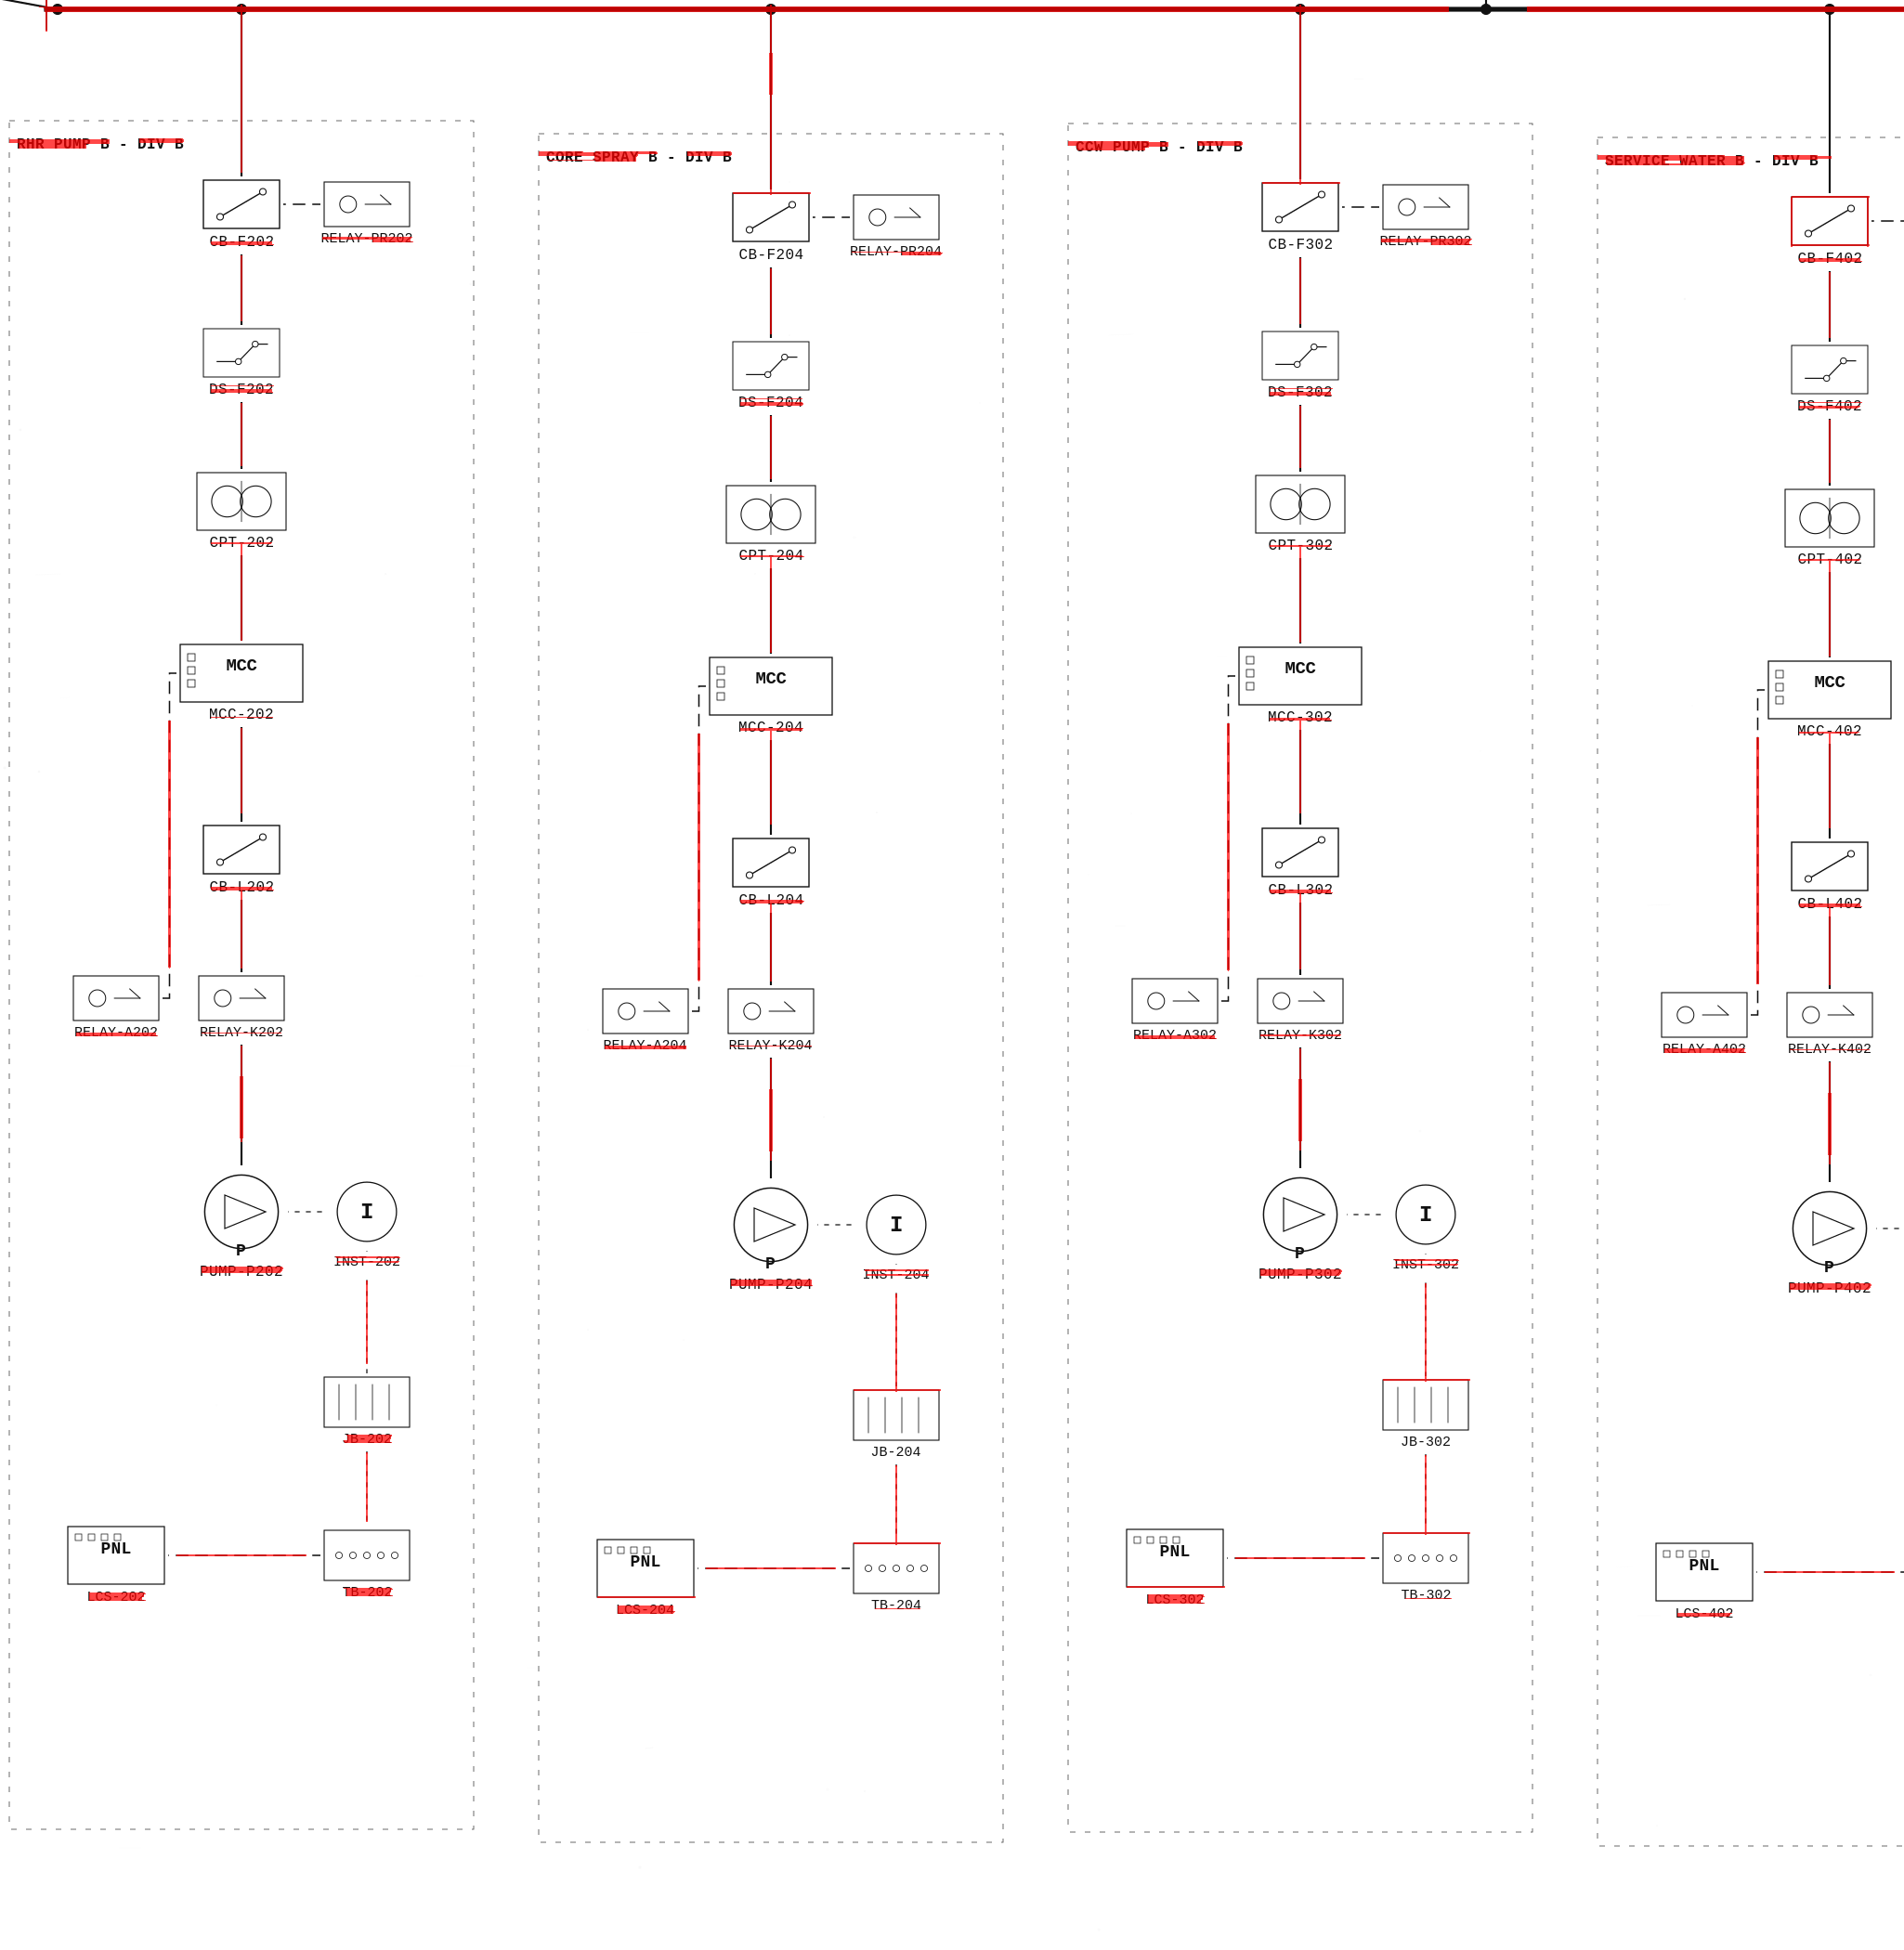 RHR PUMP B - DIV B
CB-F202
RELAY-PR202
DS-F202
CPT-202
MCC
MCC-202
CB-L202
RELAY-A202
RELAY-K202
I
P
PUMP-P202
INST-202
JB-202
PNL
LCS-202
TB-202
CORE SPRAY B - DIV B
CB-F204
RELAY-PR204
DS-F204
CPT-204
MCC
MCC-204
CB-L204
RELAY-A204
RELAY-K204
I
P
PUMP-P204
INST-204
JB-204
PNL
LCS-204
TB-204
CCW PUMP B - DIV B
CB-F302
RELAY-PR302
DS-F302
CPT-302
MCC
MCC-302
CB-L302
RELAY-A302
RELAY-K302
I
P
PUMP-P302
INST-302
JB-302
PNL
LCS-302
TB-302
SERVICE WATER B - DIV B
CB-F402
DS-F402
CPT-402
MCC
MCC-402
CB-L402
RELAY-A402
RELAY-K402
P
PUMP-P402
PNL
LCS-402